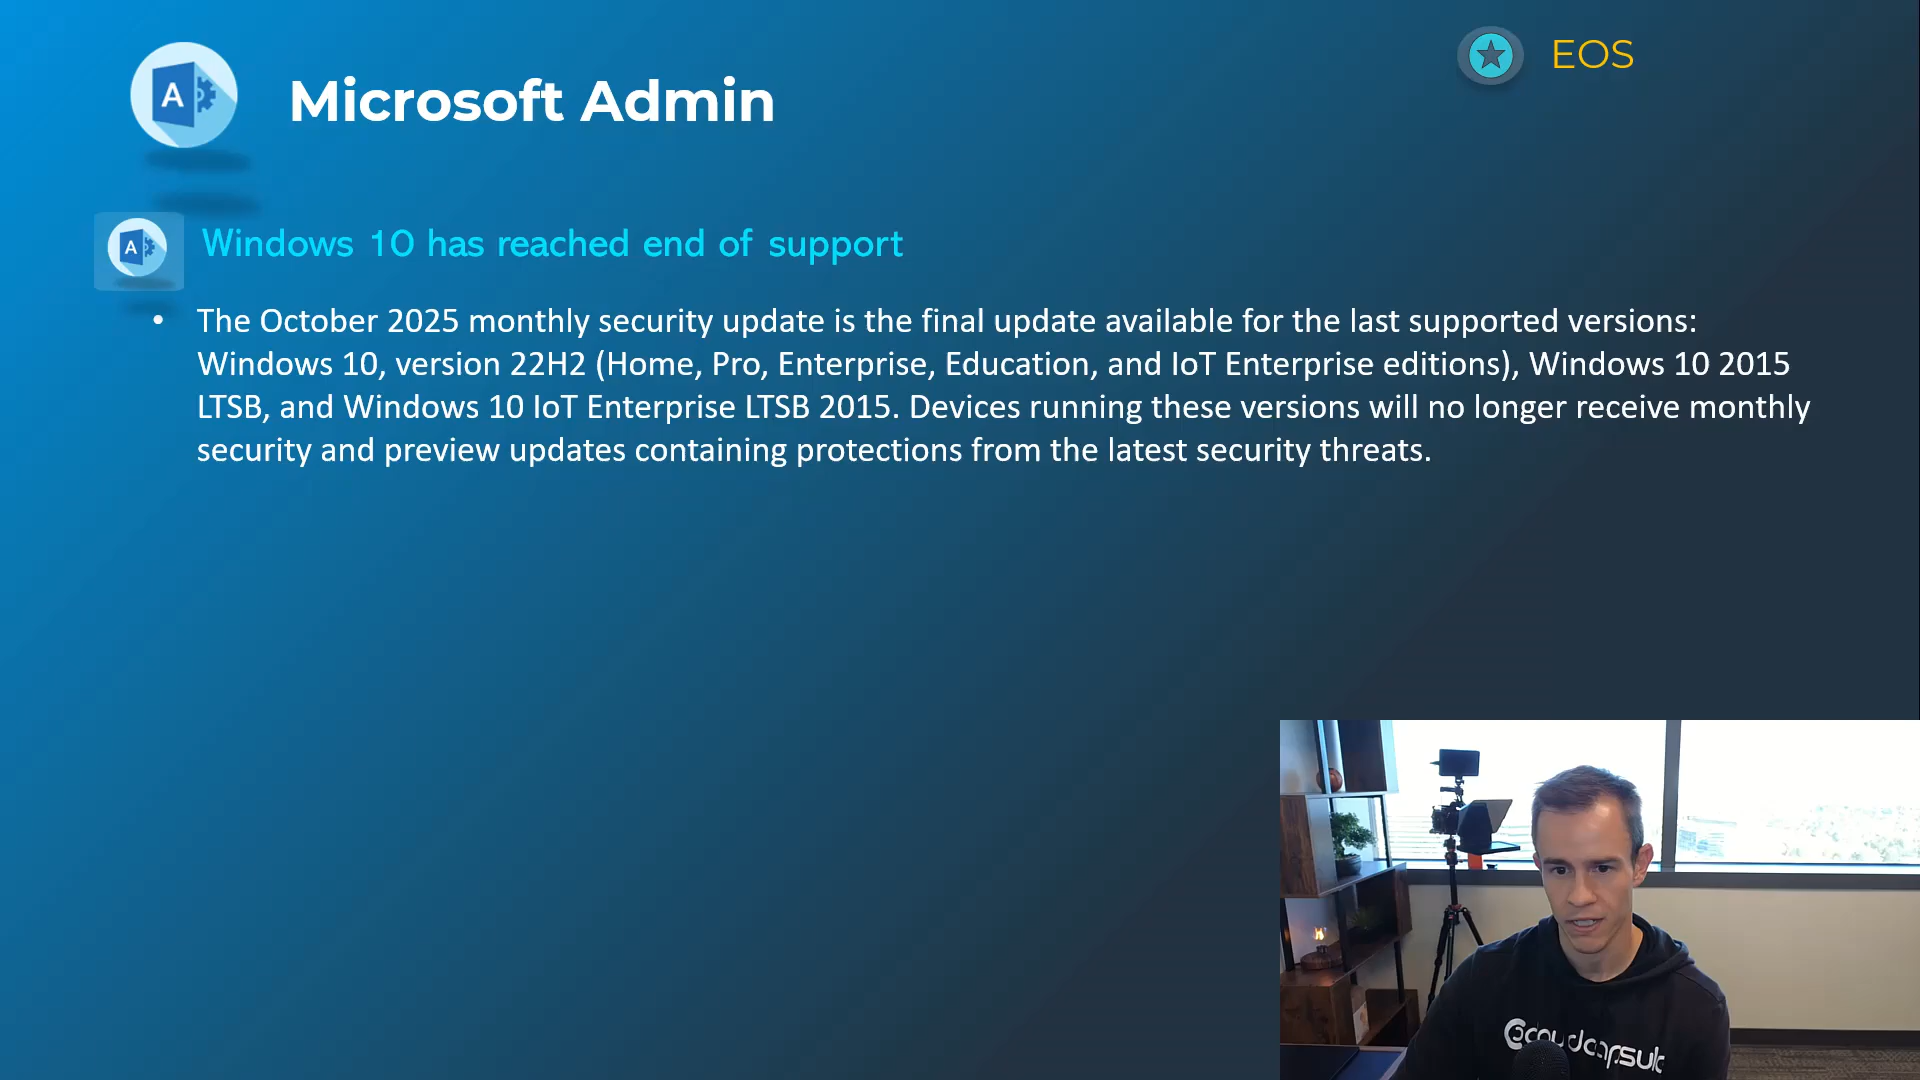 EOS
A
Microsoft Admin
A
Windows 10 has reached end of support
• The October 2025 monthly security update is the final update available for the last supported versions:
Windows 10, version 22H2 (Home, Pro, Enterprise, Education, and IoT Enterprise editions), Windows 10 2015
LTSB, and Windows 10 IoT Enterprise LTSB 2015. Devices running these versions will no longer receive monthly
security and preview updates containing protections from the latest security threats.
cloudcapsule